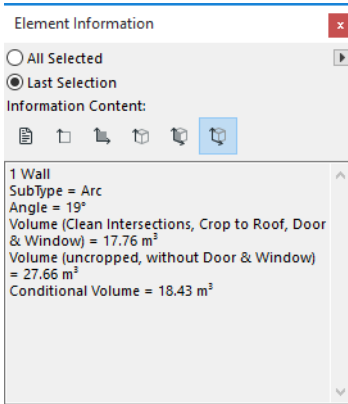 Element Information
x
All Selected
Last Selection
Information Content:
1 Wall
SubType = Arc
Angle = 19°
Volume (Clean Intersections, Crop to Roof, Door
& Window) = 17.76 m³
Volume (uncropped, without Door & Window)
= 27.66 m³
Conditional Volume = 18.43 m³